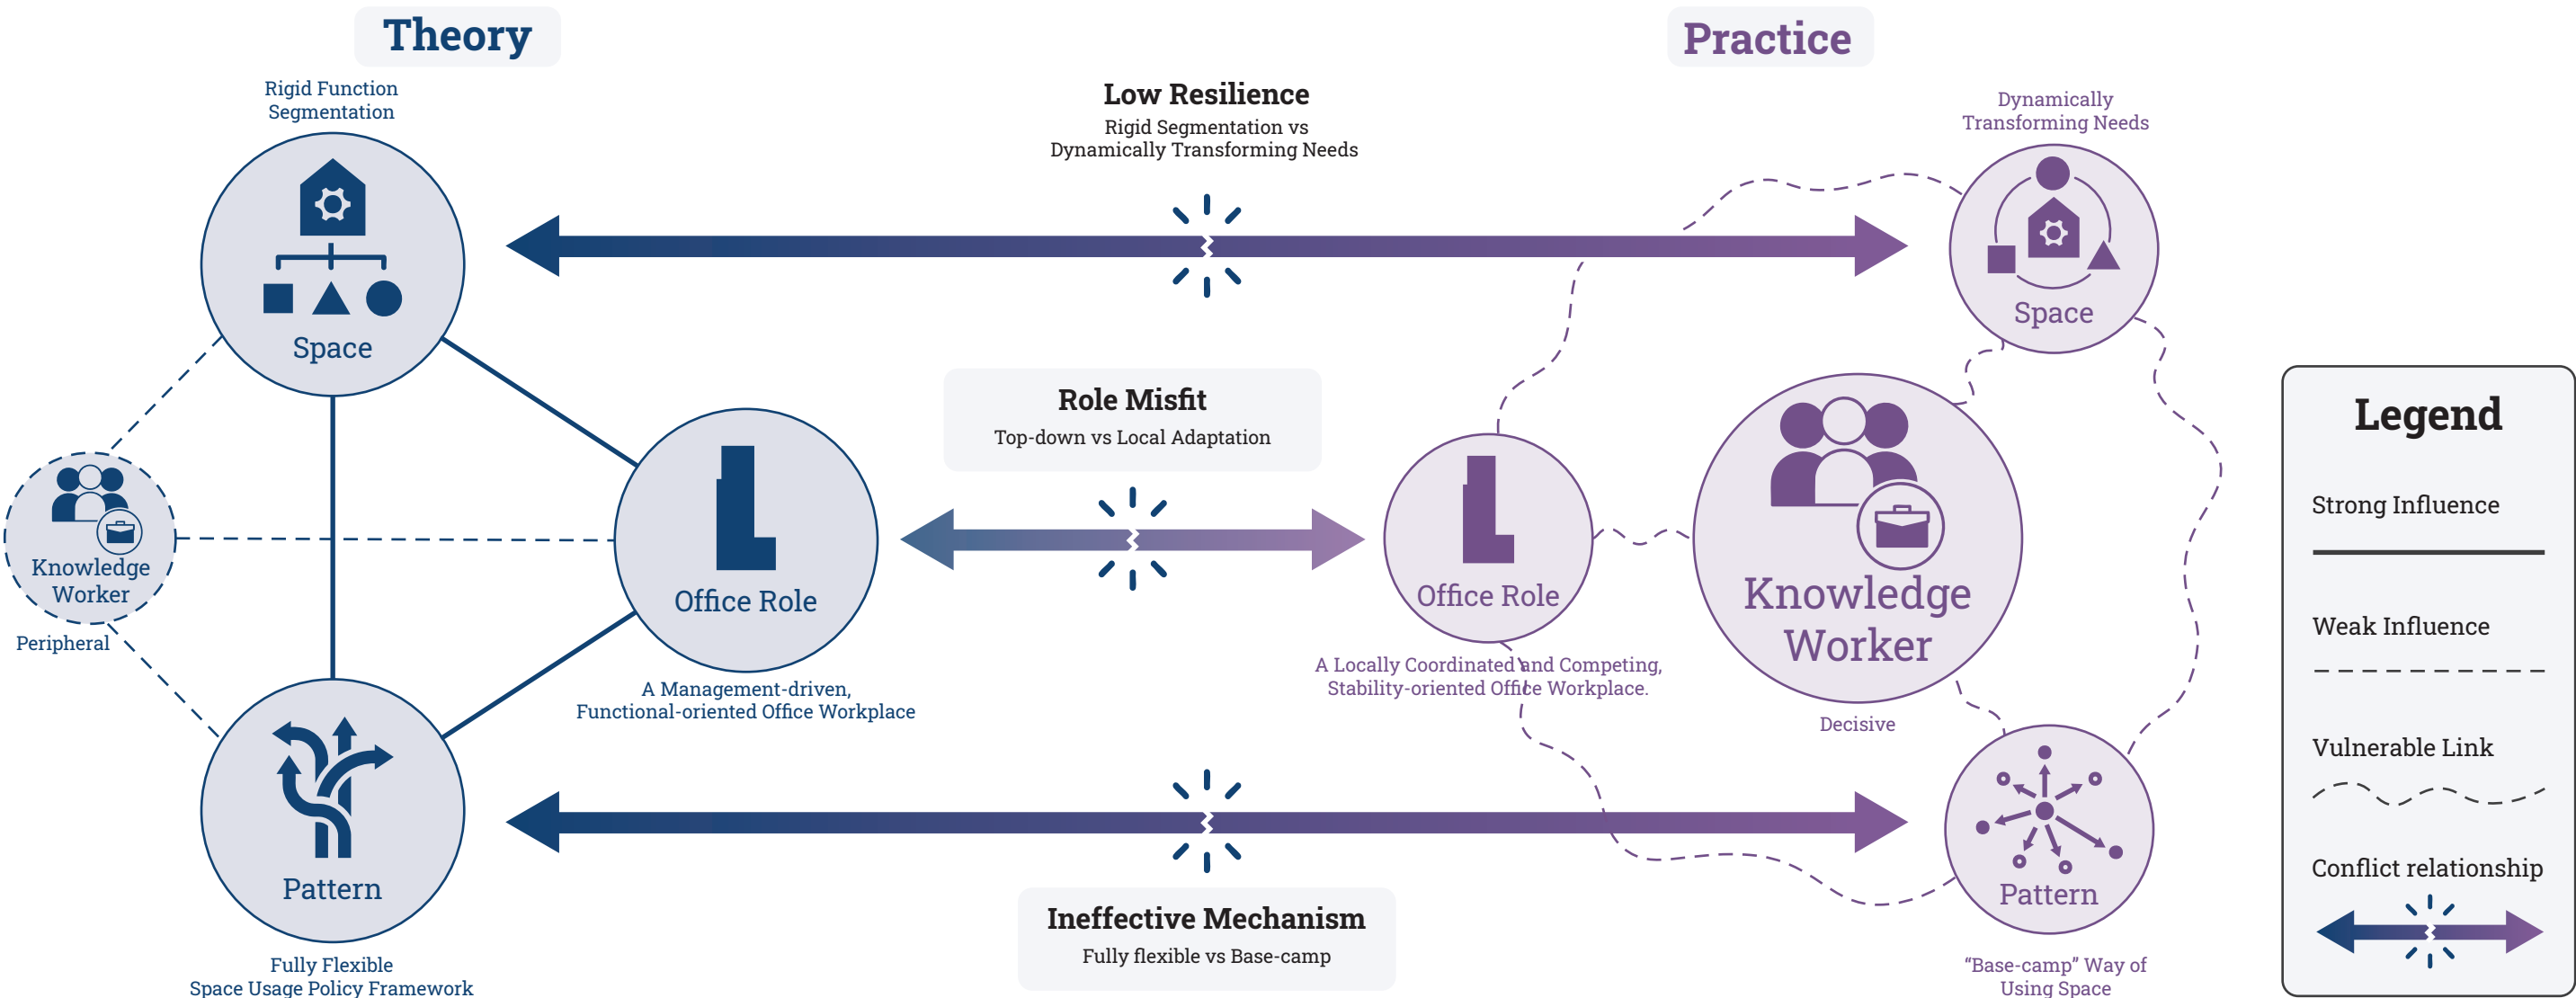 Theory
Practice
Rigid Function
Segmentation
Space
Knowledge
Worker
Peripheral
Office Role
A Management-driven,
Functional-oriented Office Workplace
Pattern
Fully Flexible
Space Usage Policy Framework
Low Resilience
Rigid Segmentation vs
Dynamically Transforming Needs
Role Misfit
Top-down vs Local Adaptation
Ineffective Mechanism
Fully flexible vs Base-camp
Dynamically
Transforming Needs
Space
Office Role
A Locally Coordinated and Competing,
Stability-oriented Office Workplace.
Knowledge
Worker
Decisive
Pattern
“Base-camp” Way of
Using Space
Legend
Strong Influence
Weak Influence
Vulnerable Link
Conflict relationship